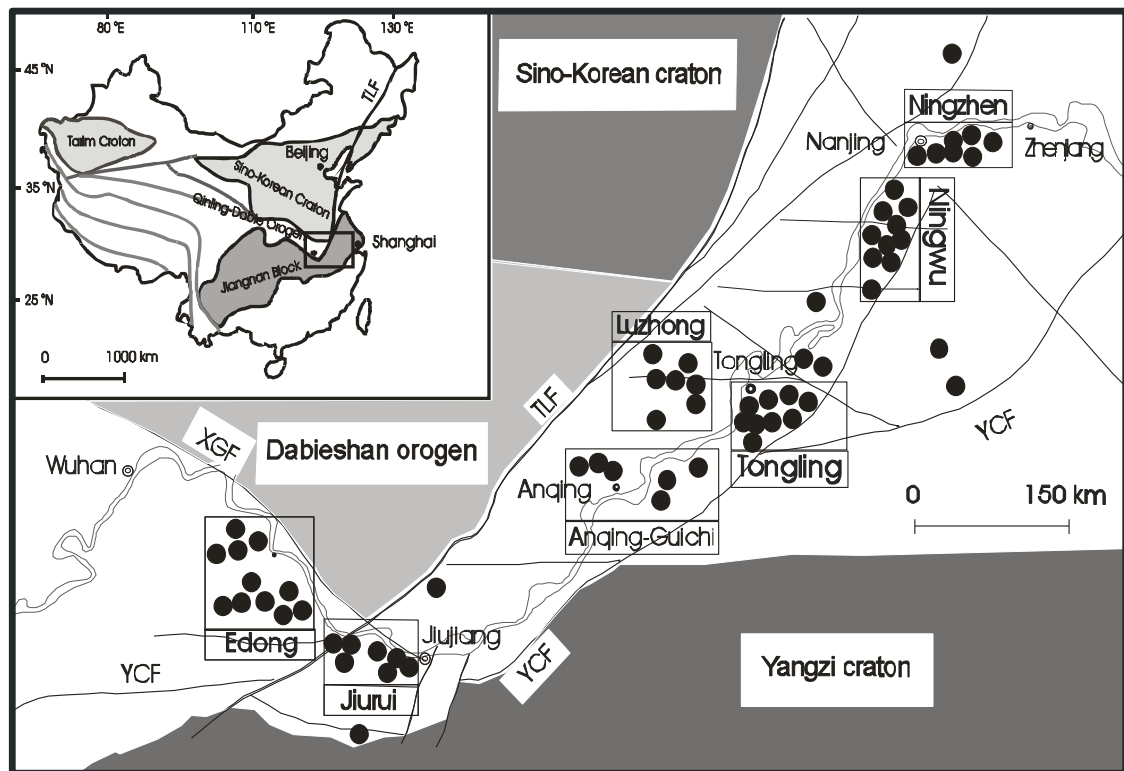 80 °E
110 °E
130 °E
45 °N
35 °N
25 °N
TLF
Tarim Croton
Beijing
Sino-Korean Craton
Qinling-Dabie Orogen
Shanghai
Jiangnan Block
0
1000 km
Sino-Korean craton
Ningzhen
Nanjing
Zhenjiang
Ningwu
Luzhong
Tongling
TLF
YCF
XGF
Dabieshan orogen
Wuhan
Anqing
Tongling
0
150 km
Anqing-Guichi
Edong
Jiujiang
YCF
YCF
Jiurui
Yangzi craton